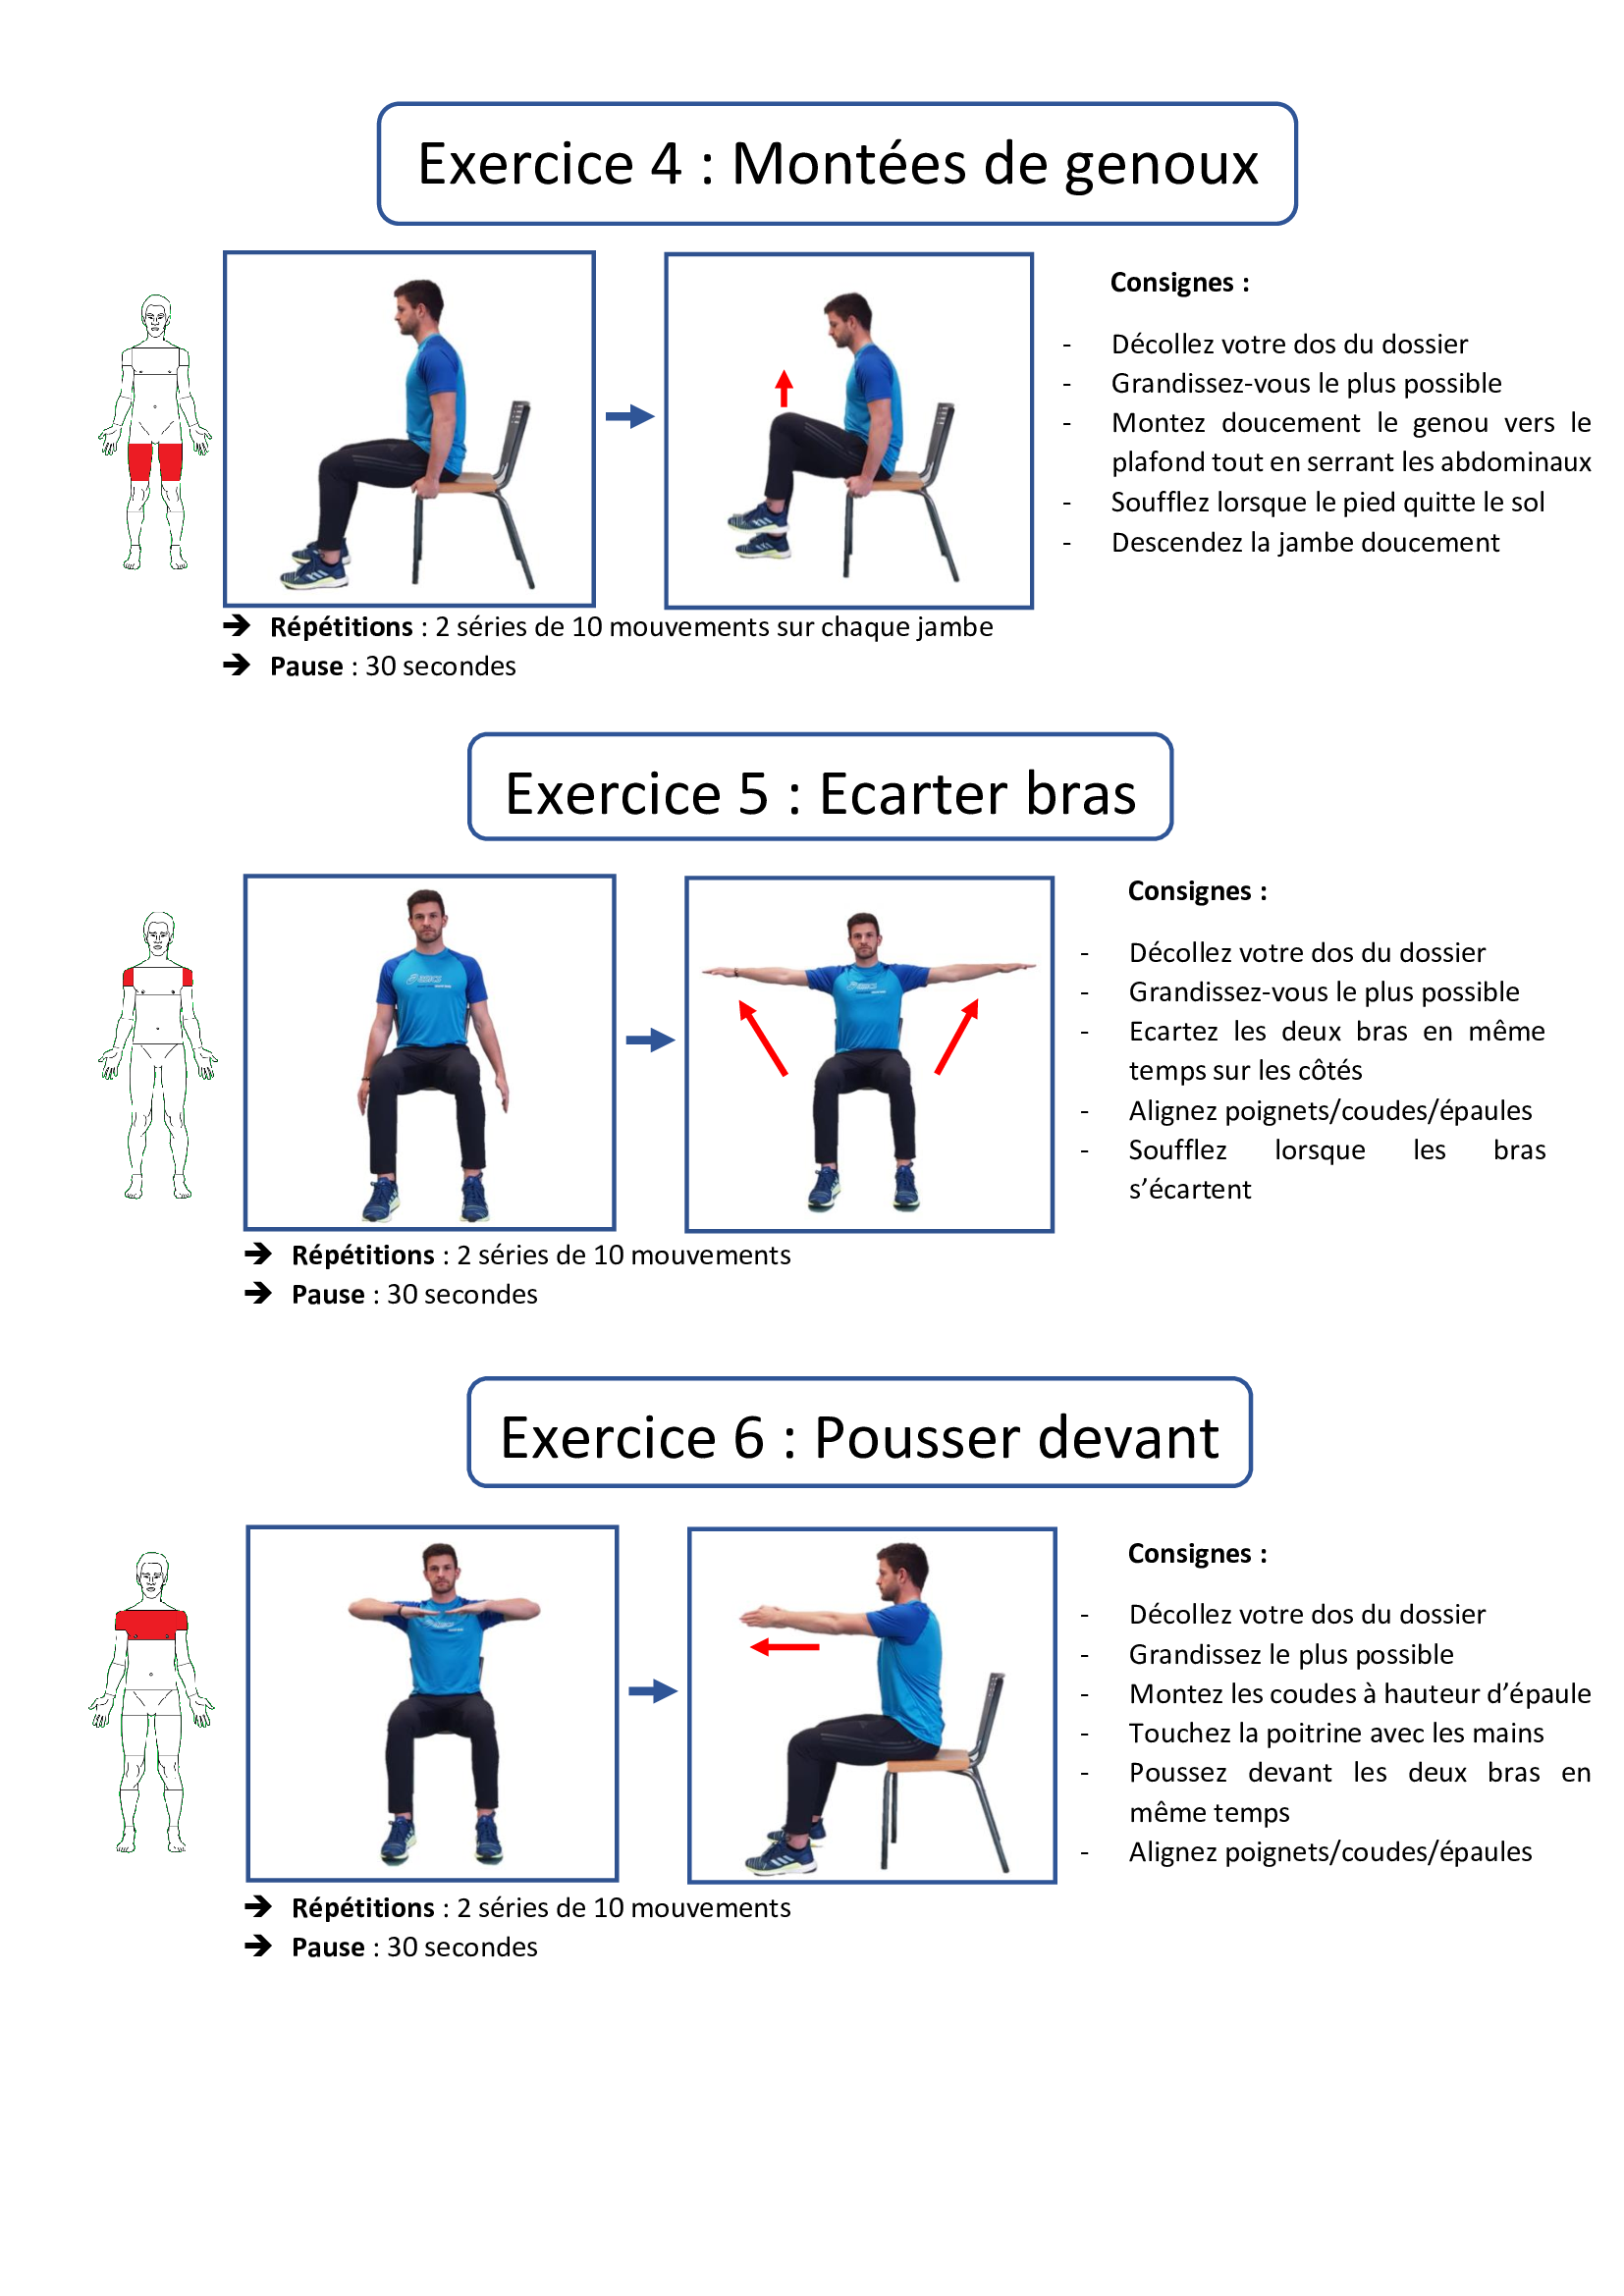 Exercice 4 : Montées de genoux
Consignes :
- Décollez votre dos du dossier
- Grandissez-vous le plus possible
- Montez doucement le genou vers le
plafond tout en serrant les abdominaux
- Soufflez lorsque le pied quitte le sol
- Descendez la jambe doucement
➔ Répétitions : 2 séries de 10 mouvements sur chaque jambe
➔ Pause : 30 secondes
Exercice 5 : Ecarter bras
Consignes :
- Décollez votre dos du dossier
- Grandissez-vous le plus possible
- Ecartez les deux bras en même
temps sur les côtés
- Alignez poignets/coudes/épaules
- Soufflez lorsque les bras
s’écartent
➔ Répétitions : 2 séries de 10 mouvements
➔ Pause : 30 secondes
Exercice 6 : Pousser devant
Consignes :
- Décollez votre dos du dossier
- Grandissez le plus possible
- Montez les coudes à hauteur d’épaule
- Touchez la poitrine avec les mains
- Poussez devant les deux bras en
même temps
- Alignez poignets/coudes/épaules
➔ Répétitions : 2 séries de 10 mouvements
➔ Pause : 30 secondes